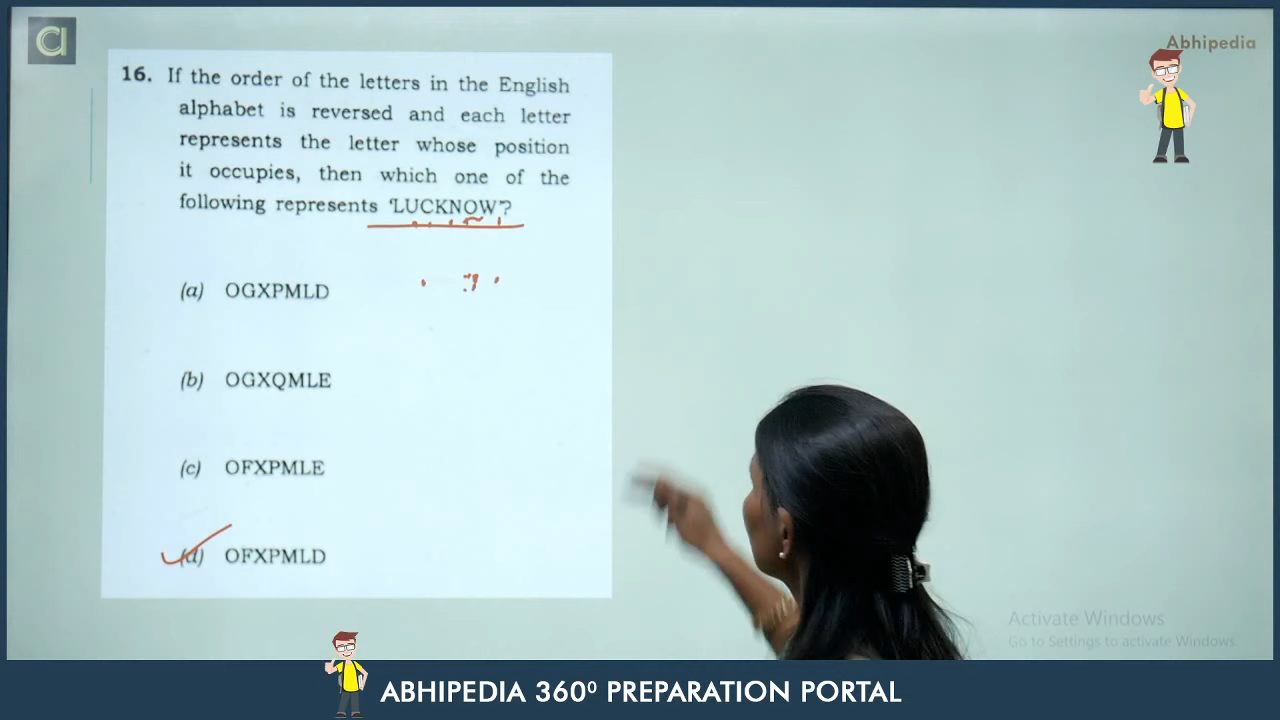 a
Abhipedia
16. If the order of the letters in the English
alphabet is reversed and each letter
represents the letter whose position
it occupies, then which one of the
following represents ‘LUCKNOW’?
(a) OGXPMLD
(b) OGXQMLE
(c) OFXPMLE
(d) OFXPMLD
Activate Windows
Go to Settings to activate Windows.
ABHIPEDIA 360⁰ PREPARATION PORTAL